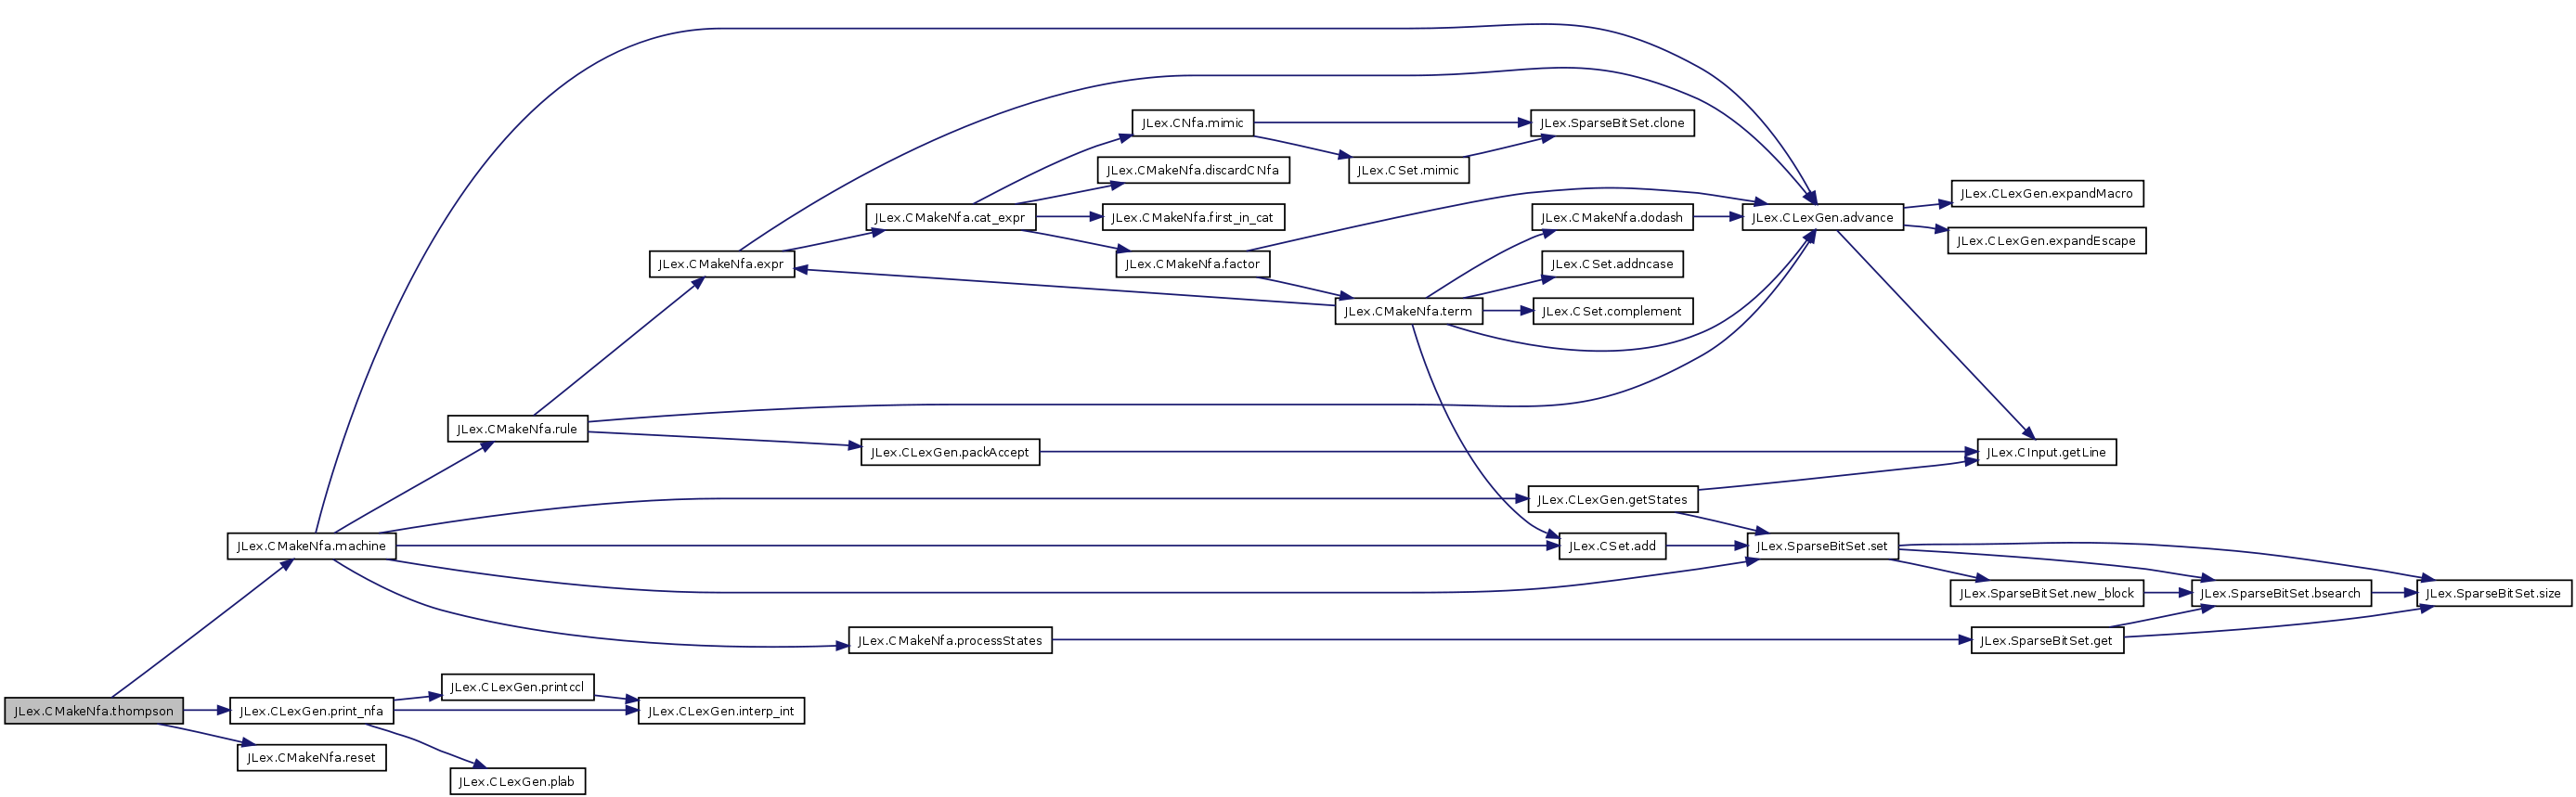 JLex.CNfa.mimic
JLex.SparseBitSet.clone
JLex.CMakeNfa.discardCNfa
JLex.CSet.mimic
JLex.CLexGen.expandMacro
JLex.CMakeNfa.cat_expr
JLex.CMakeNfa.first_in_cat
JLex.CMakeNfa.dodash
JLex.CLexGen.advance
JLex.CLexGen.expandEscape
JLex.CMakeNfa.expr
JLex.CMakeNfa.factor
JLex.CSet.addncase
JLex.CMakeNfa.term
JLex.CSet.complement
JLex.CMakeNfa.rule
JLex.CLexGen.packAccept
JLex.CInput.getLine
JLex.CLexGen.getStates
JLex.CMakeNfa.machine
JLex.CSet.add
JLex.SparseBitSet.set
JLex.SparseBitSet.new_block
JLex.SparseBitSet.bsearch
JLex.SparseBitSet.size
JLex.CMakeNfa.processStates
JLex.SparseBitSet.get
JLex.CLexGen.printccl
JLex.CMakeNfa.thompson
JLex.CLexGen.print_nfa
JLex.CLexGen.interp_int
JLex.CMakeNfa.reset
JLex.CLexGen.plab